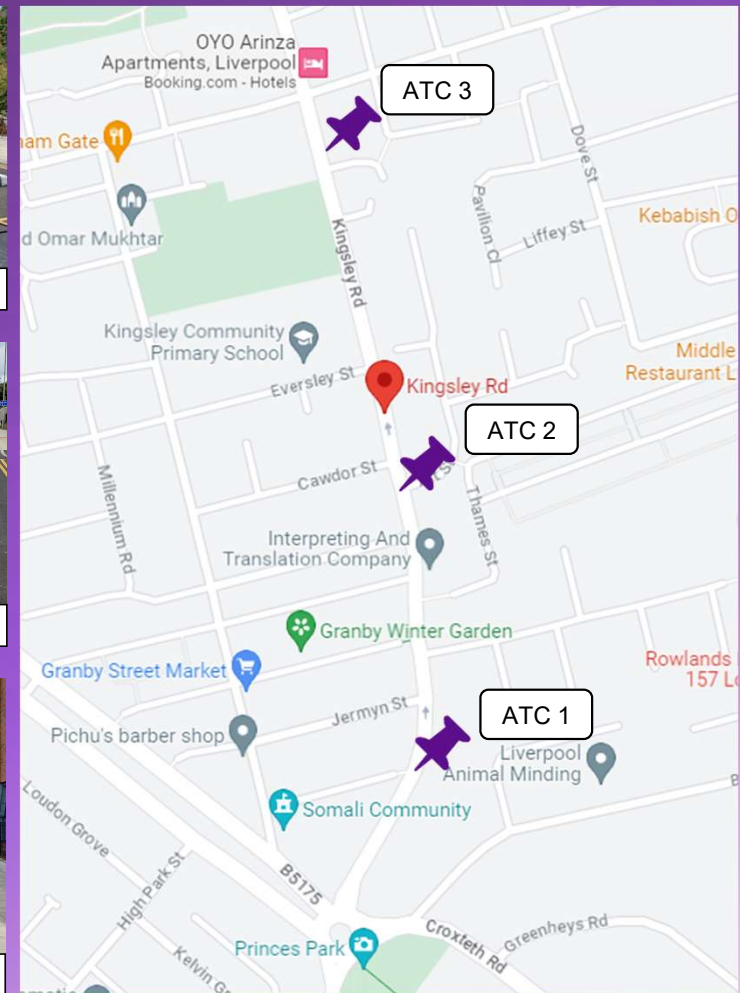 OYO Arinza
Apartments, Liverpool
Booking.com - Hotels
ATC 3
Dove St
Kebabish
Pavilion Cl
Liffey St
Omar Mukhtar
Kingsley Rd
Kingsley Community
Primary School
Middle
Restaurant
Eversley St
Kingsley Rd
ATC 2
Cawdor St
Millennium Rd
Thames St
Interpreting And
Translation Company
Granby Winter Garden
Granby Street Market
Rowlands
157
Jermyn St
ATC 1
Pichu's barber shop
Liverpool
Animal Minding
Loudon Grove
Somali Community
High Park St
B5175
Princes Park
Croxteth Rd
Greenheys Rd
Kelvin